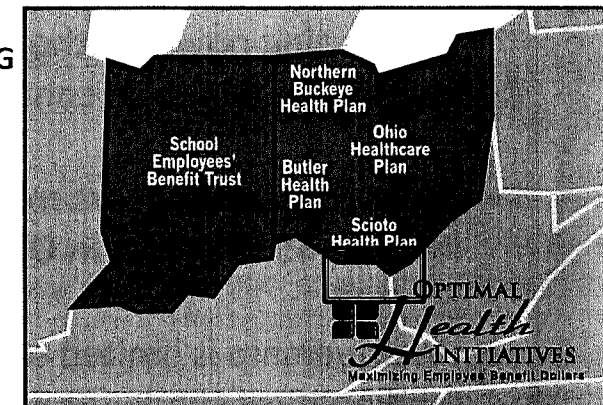 G
Northern
Buckeye
Health Plan
School
Employees'
Benefit Trust
Ohio
Healthcare
Plan
Butler
Health
Plan
Scioto
Health Plan
OPTIMAL
Health
INITIATIVES
Maximizing Employee Benefit Dollars